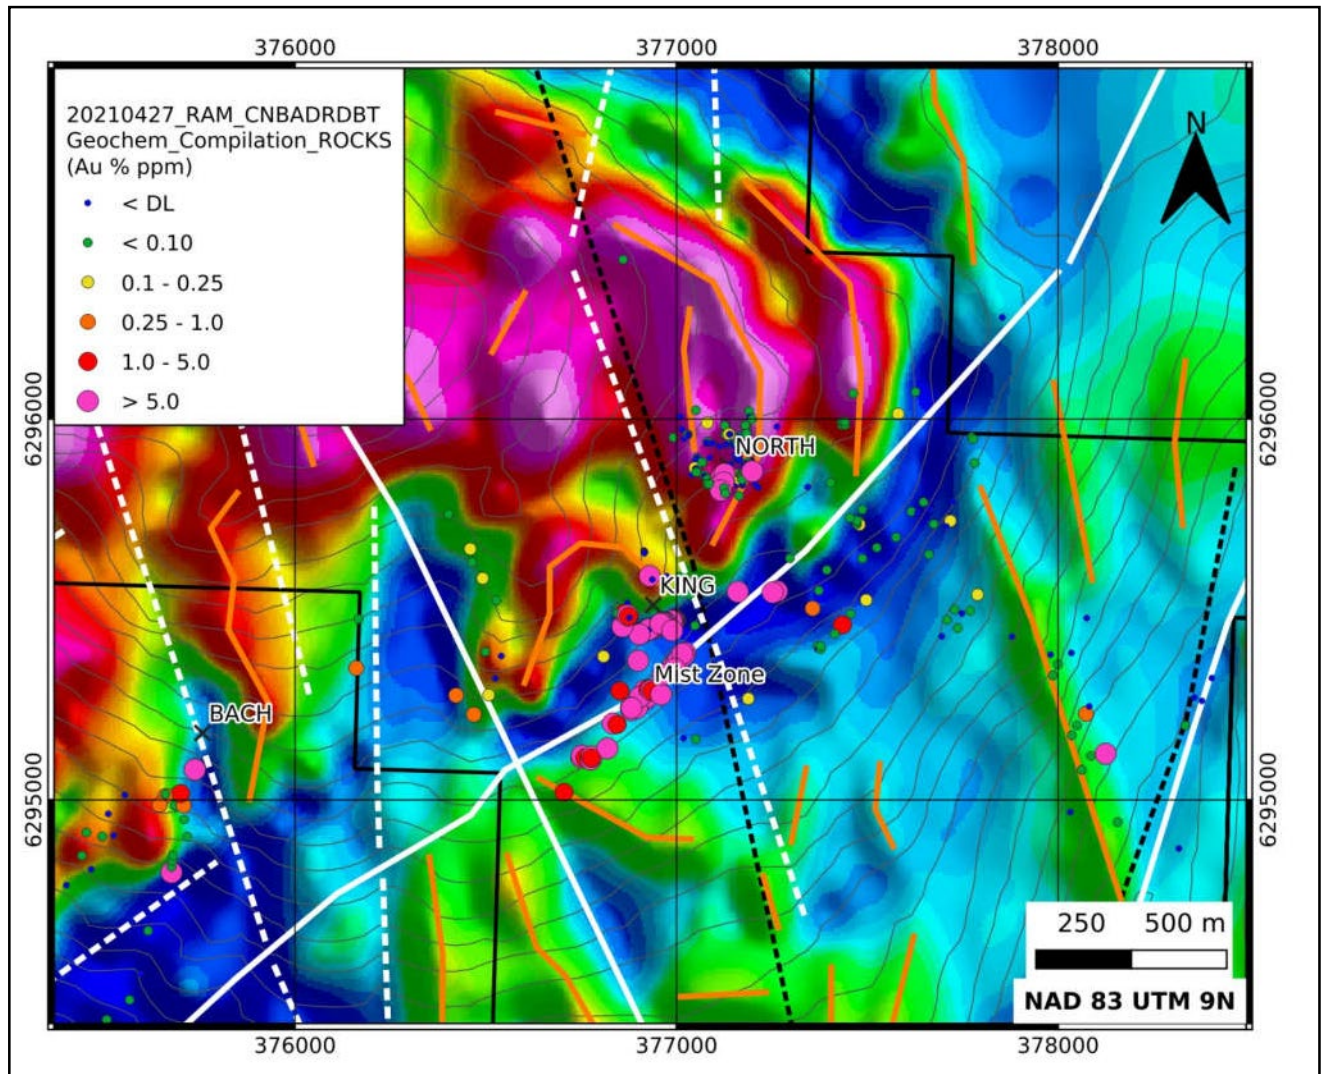 376000 377000 378000
20210427_RAM_CNBADRDBT
Geochem_Compilation_ROCKS
(Au % ppm)
< DL
< 0.10
0.1 - 0.25
0.25 - 1.0
1.0 - 5.0
> 5.0
N
6296000 6296000
NORTH
KING
Mist Zone
BACH
6295000 6295000
250 500 m
NAD 83 UTM 9N
376000 377000 378000